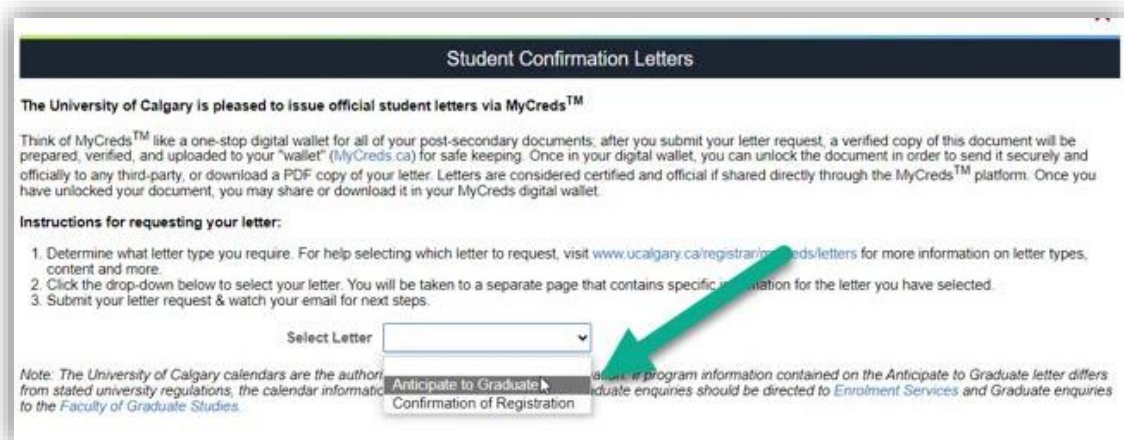 Student Confirmation Letters
The University of Calgary is pleased to issue official student letters via MyCreds™
Think of MyCreds™ like a one-stop digital wallet for all of your post-secondary documents; after you submit your letter request, a verified copy of this document will be
prepared, verified, and uploaded to your "wallet" (MyCreds.ca) for safe keeping. Once in your digital wallet, you can unlock the document in order to send it securely and
officially to any third-party, or download a PDF copy of your letter. Letters are considered certified and official if shared directly through the MyCreds™ platform. Once you
have unlocked your document, you may share or download it in your MyCreds digital wallet.
Instructions for requesting your letter:
1. Determine what letter type you require. For help selecting which letter to request, visit www.ucalgary.ca/registrar/ eds/letters for more information on letter types,
content and more.
2. Click the drop-down below to select your letter. You will be taken to a separate page that contains specific for the letter you have selected.
3. Submit your letter request & watch your email for next steps.
Select Letter
Note: The University of Calgary calendars are the program information contained on the Anticipate to Graduate letter differs
from stated university regulations, the calendar enquiries should be directed to Enrolment Services and Graduate enquiries
to the Faculty of Graduate Studies.
Anticipate to Graduate
Confirmation of Registration